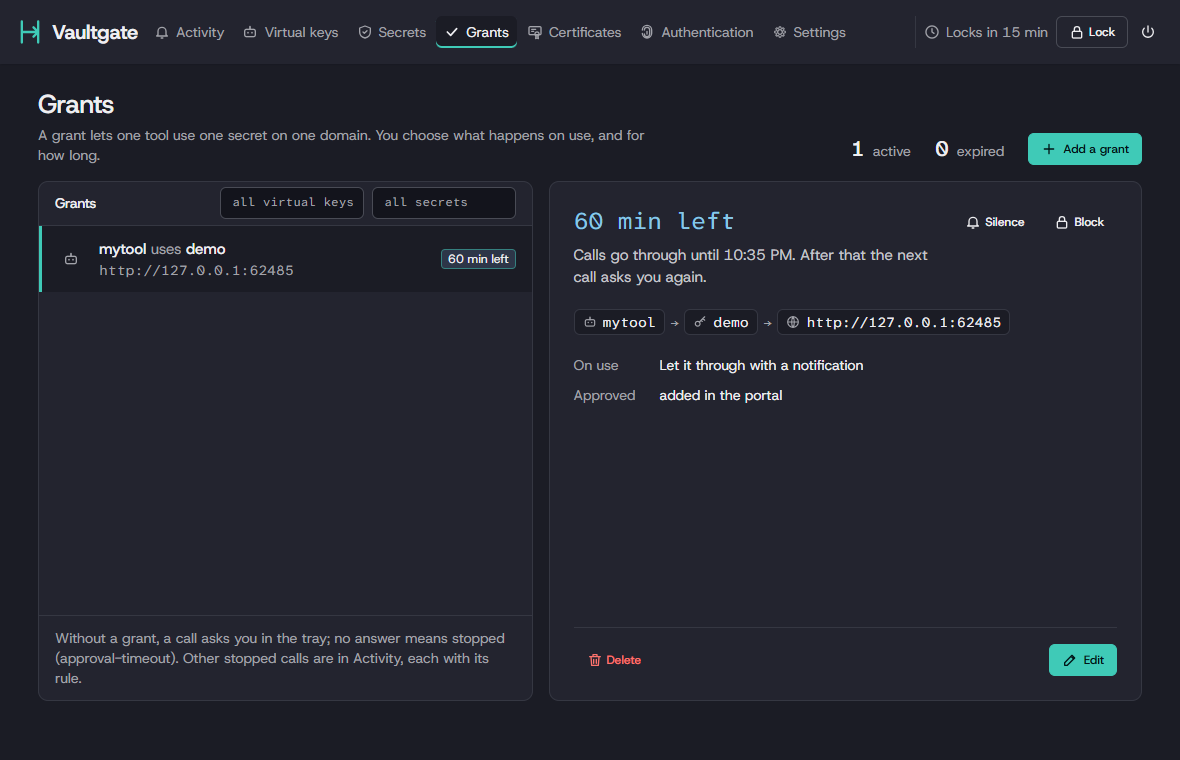 Vaultgate Activity Virtual keys Secrets Grants Certificates Authentication Settings Locks in 15 min Lock
Grants
A grant lets one tool use one secret on one domain. You choose what happens on use, and for
how long.
1 active 0 expired Add a grant
Grants all virtual keys all secrets
mytool uses demo
http://127.0.0.1:62485
60 min left
60 min left
Silence Block
Calls go through until 10:35 PM. After that the next
call asks you again.
mytool → demo → http://127.0.0.1:62485
On use Let it through with a notification
Approved added in the portal
Without a grant, a call asks you in the tray; no answer means stopped
(approval-timeout). Other stopped calls are in Activity, each with its
rule.
Delete Edit